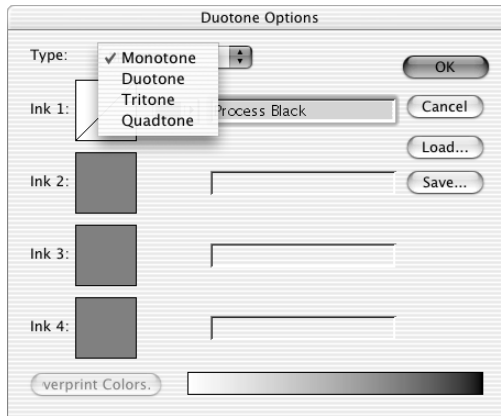 Duotone Options
Type:
✓ Monotone
Duotone
Tritone
Quadtone
OK
Ink 1:
Process Black
Cancel
Load...
Ink 2:
Save...
Ink 3:
Ink 4:
verprint Colors.